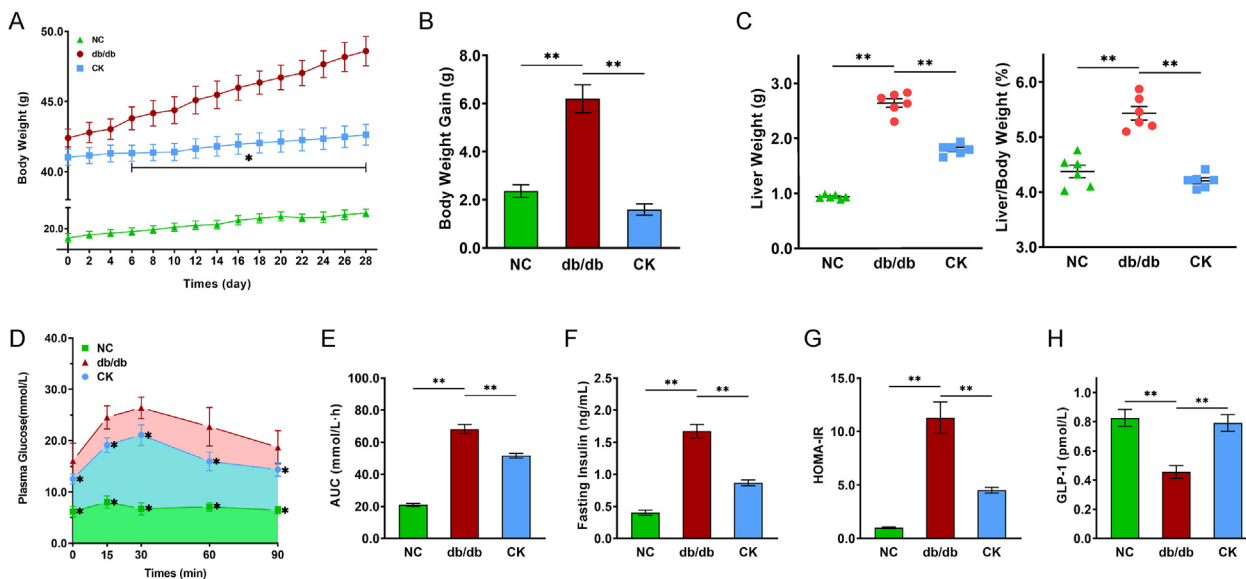 A
NC
db/db
CK
Body Weight (g)
50.0
45.0
40.0
20.0
*
0 2 4 6 8 10 12 14 16 18 20 22 24 26 28
Times (day)
B
Body Weight Gain (g)
8.0
6.0
4.0
2.0
0.0
** **
NC db/db CK
C
Liver Weight (g)
3.0
2.0
1.0
0.0
** **
NC db/db CK
Liver/Body Weight (%)
7.0
6.0
5.0
4.0
3.0
** **
NC db/db CK
D
NC
db/db
CK
Plasma Glucose(mmol/L)
40.0
30.0
20.0
10.0
0.0
* * * * *
* * * * *
0 15 30 60 90
Times (min)
E
AUC (mmol/L·h)
100.0
80.0
60.0
40.0
20.0
0.0
** **
NC db/db CK
F
Fasting Insulin (ng/mL)
2.5
2.0
1.5
1.0
0.5
0.0
** **
NC db/db CK
G
HOMA-IR
15.0
10.0
5.0
0.0
** **
NC db/db CK
H
GLP-1 (pmol/L)
1.0
0.8
0.6
0.4
0.2
0.0
** **
NC db/db CK